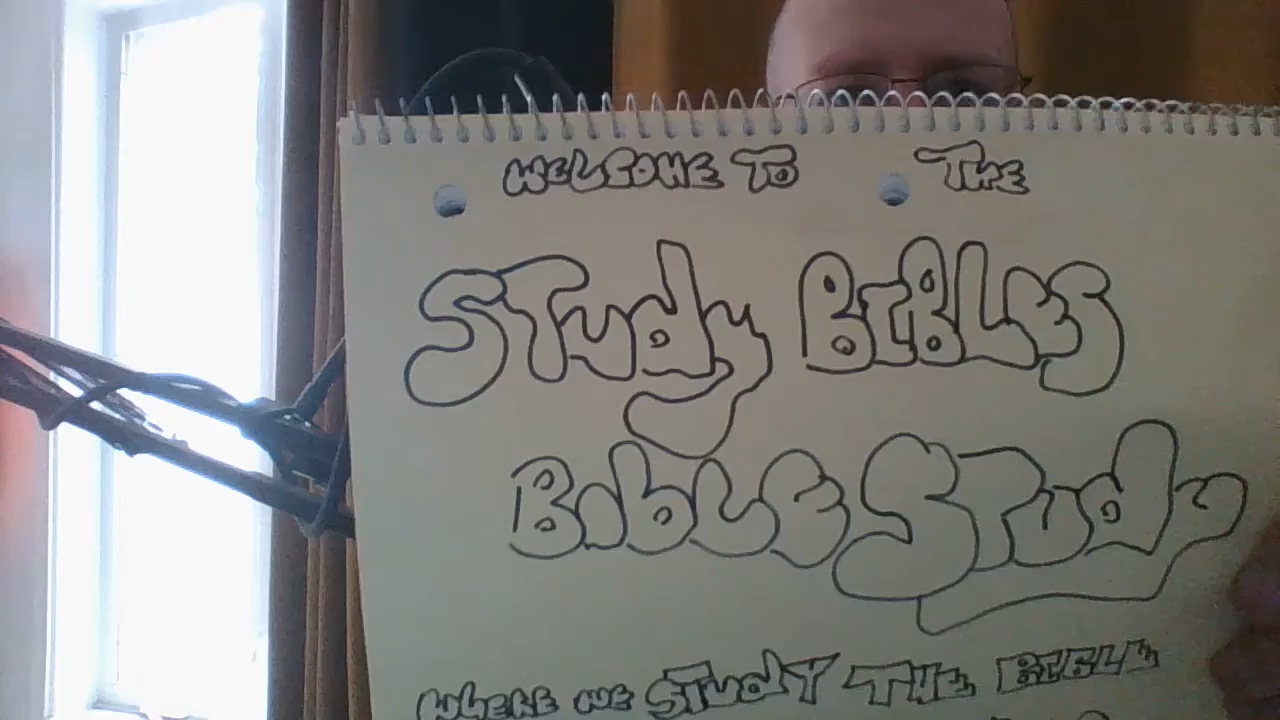 WELCOME TO THE
STudy BIBLES
BibLE STudy
WHERE WE STudY THE BIBLE